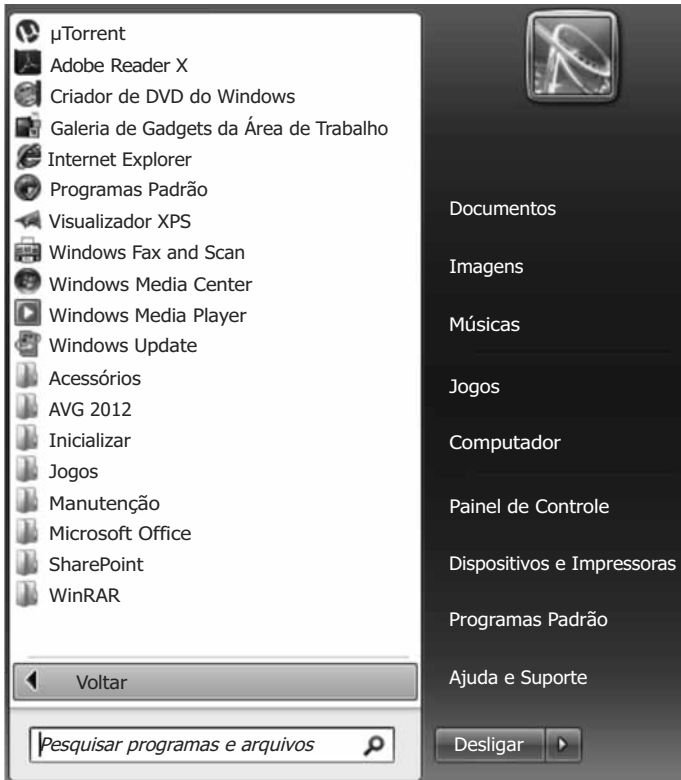 µTorrent
Adobe Reader X
Criador de DVD do Windows
Galeria de Gadgets da Área de Trabalho
Internet Explorer
Programas Padrão
Visualizador XPS
Windows Fax and Scan
Windows Media Center
Windows Media Player
Windows Update
Acessórios
AVG 2012
Inicializar
Jogos
Manutenção
Microsoft Office
SharePoint
WinRAR
Voltar
Pesquisar programas e arquivos
Documentos
Imagens
Músicas
Jogos
Computador
Painel de Controle
Dispositivos e Impressoras
Programas Padrão
Ajuda e Suporte
Desligar